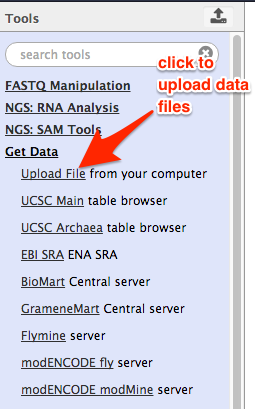 Tools
search tools
click to
upload data
files
FASTQ Manipulation
NGS: RNA Analysis
NGS: SAM Tools
Get Data
Upload File from your computer
UCSC Main table browser
UCSC Archaea table browser
EBI SRA ENA SRA
BioMart Central server
GrameneMart Central server
Flymine server
modENCODE fly server
modENCODE modMine server